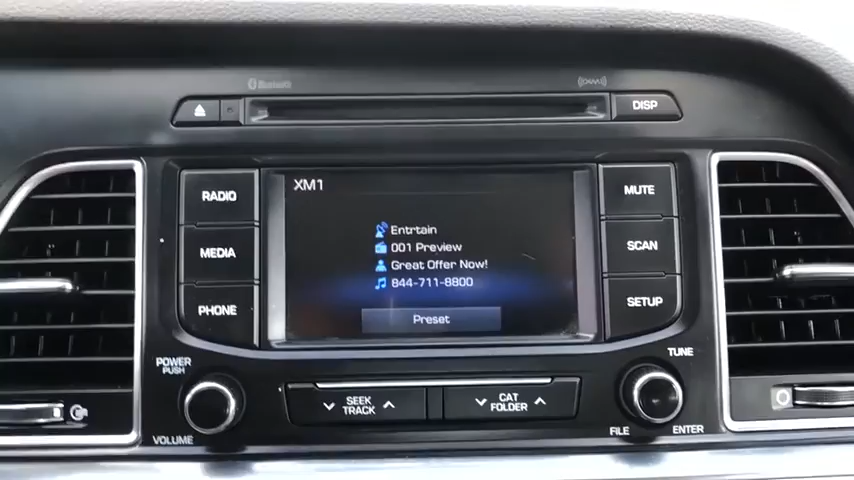 Bluetooth
DISP
RADIO
MEDIA
PHONE
XM1
Entrtain
001 Preview
Great Offer Now!
844-711-8800
Preset
MUTE
SCAN
SETUP
POWER
PUSH
VOLUME
SEEK
TRACK
CAT
FOLDER
TUNE
FILE
ENTER